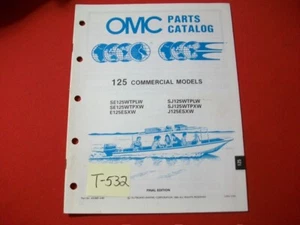 OMC PARTS
CATALOG
125 COMMERCIAL MODELS
SE125WTPLW SJ125WTPLW
SE125WTPXW SJ125WTPXW
E125ESXW J125ESXW
T-532
FINAL EDITION